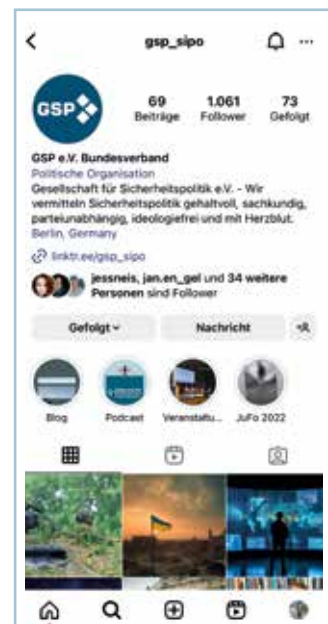 gsp_sipo
GSP
69 1.061 73
Beiträge Follower Gefolgt
GSP e.V. Bundesverband
Politische Organisation
Gesellschaft für Sicherheitspolitik e.V. - Wir
vermitteln Sicherheitspolitik gehaltvoll, sachkundig,
parteiunabhängig, ideologiefrei und mit Herzblut.
Berlin, Germany
linktr.ee/gsp_sipo
jessneis, jan.en_gel und 34 weitere
Personen sind Follower
Gefolgt Nachricht
Blog Podcast Veranstaltu... JuFo 2022